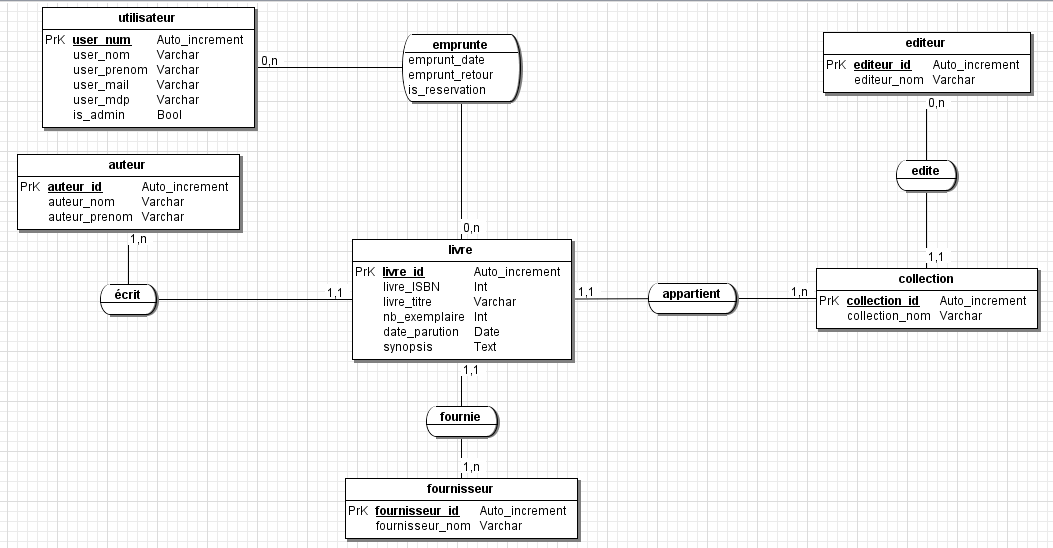 utilisateur
PrK user_num Auto_increment
user_nom Varchar
user_prenom Varchar
user_mail Varchar
user_mdp Varchar
is_admin Bool
0,n
emprunte
emprunt_date
emprunt_retour
is_reservation
0,n
editeur
PrK editeur_id Auto_increment
editeur_nom Varchar
0,n
edite
1,1
auteur
PrK auteur_id Auto_increment
auteur_nom Varchar
auteur_prenom Varchar
1,n
écrit
1,1
livre
PrK livre_id Auto_increment
livre_ISBN Int
livre_titre Varchar
nb_exemplaire Int
date_parution Date
synopsis Text
1,1
appartient
1,n
collection
PrK collection_id Auto_increment
collection_nom Varchar
1,1
fournie
1,n
fournisseur
PrK fournisseur_id Auto_increment
fournisseur_nom Varchar